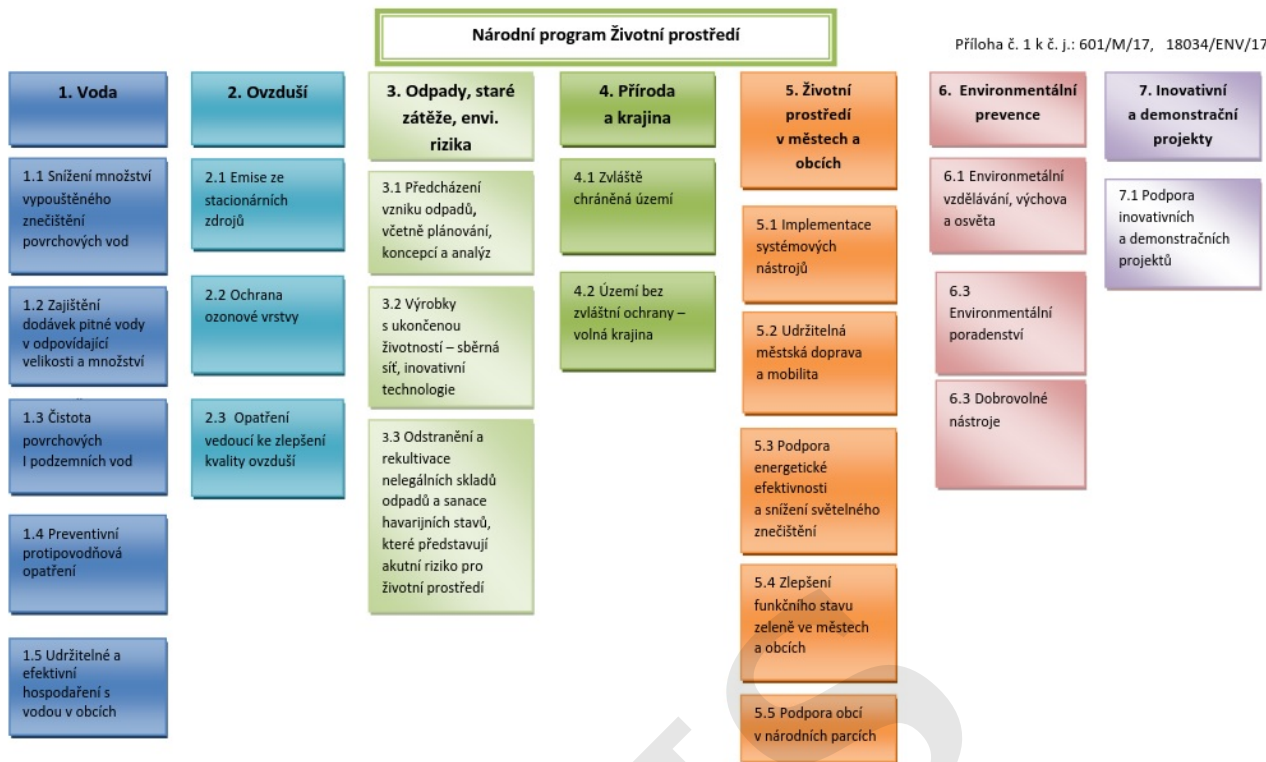 Národní program Životní prostředí
Příloha č. 1 k č. j.: 601/M/17, 18034/ENV/17
1. Voda
1.1 Snížení množství
vypouštěného
znečištění
povrchových vod
1.2 Zajištění
dodávek pitné vody
v odpovídající
velikosti a množství
1.3 Čistota
povrchových
I podzemních vod
1.4 Preventivní
protipovodňová
opatření
1.5 Udržitelné a
efektivní
hospodaření s
vodou v obcích
2. Ovzduší
2.1 Emise ze
stacionárních
zdrojů
2.2 Ochrana
ozonové vrstvy
2.3 Opatření
vedoucí ke zlepšení
kvality ovzduší
3. Odpady, staré
zátěže, envi.
rizika
3.1 Předcházení
vzniku odpadů,
včetně plánování,
koncepcí a analýz
3.2 Výrobky
s ukončenou
životností – sběrná
síť, inovativní
technologie
3.3 Odstranění a
rekultivace
nelegálních skladů
odpadů a sanace
havarijních stavů,
které představují
akutní riziko pro
životní prostředí
4. Příroda
a krajina
4.1 Zvláště
chráněná území
4.2 Území bez
zvláštní ochrany –
volná krajina
5. Životní
prostředí
v městech a
obcích
5.1 Implementace
systémových
nástrojů
5.2 Udržitelná
městská doprava
a mobilita
5.3 Podpora
energetické
efektivnosti
a snížení světelného
znečištění
5.4 Zlepšení
funkčního stavu
zeleně ve městech
a obcích
5.5 Podpora obcí
v národních parcích
6. Environmentální
prevence
6.1 Environmetální
vzdělávání, výchova
a osvěta
6.3
Environmentální
poradenství
6.3 Dobrovolné
nástroje
7. Inovativní
a demonstrační
projekty
7.1 Podpora
inovativních
a demonstračních
projektů